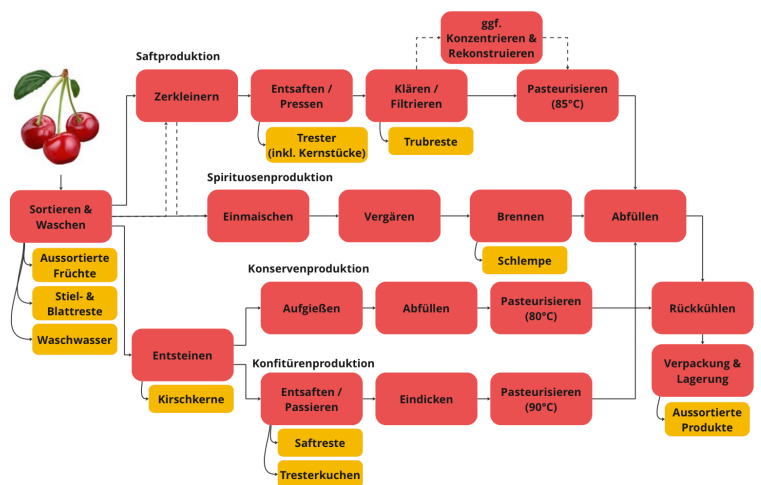 ggf.
Konzentrieren &
Rekonstruieren
Saftproduktion
Zerkleinern
Entsaften /
Pressen
Klären /
Filtrieren
Pasteurisieren
(85°C)
Trester
(inkl. Kernstücke)
Trubreste
Spirituosenproduktion
Sortieren &
Waschen
Einmaischen
Vergären
Brennen
Abfüllen
Aussortierte
Früchte
Stiel- &
Blattreste
Waschwasser
Schlempe
Konservenproduktion
Aufgießen
Abfüllen
Pasteurisieren
(80°C)
Rückkühlen
Entsteinen
Kirschkerne
Konfitürenproduktion
Entsaften /
Passieren
Eindicken
Pasteurisieren
(90°C)
Verpackung &
Lagerung
Saftreste
Tresterkuchen
Aussortierte
Produkte